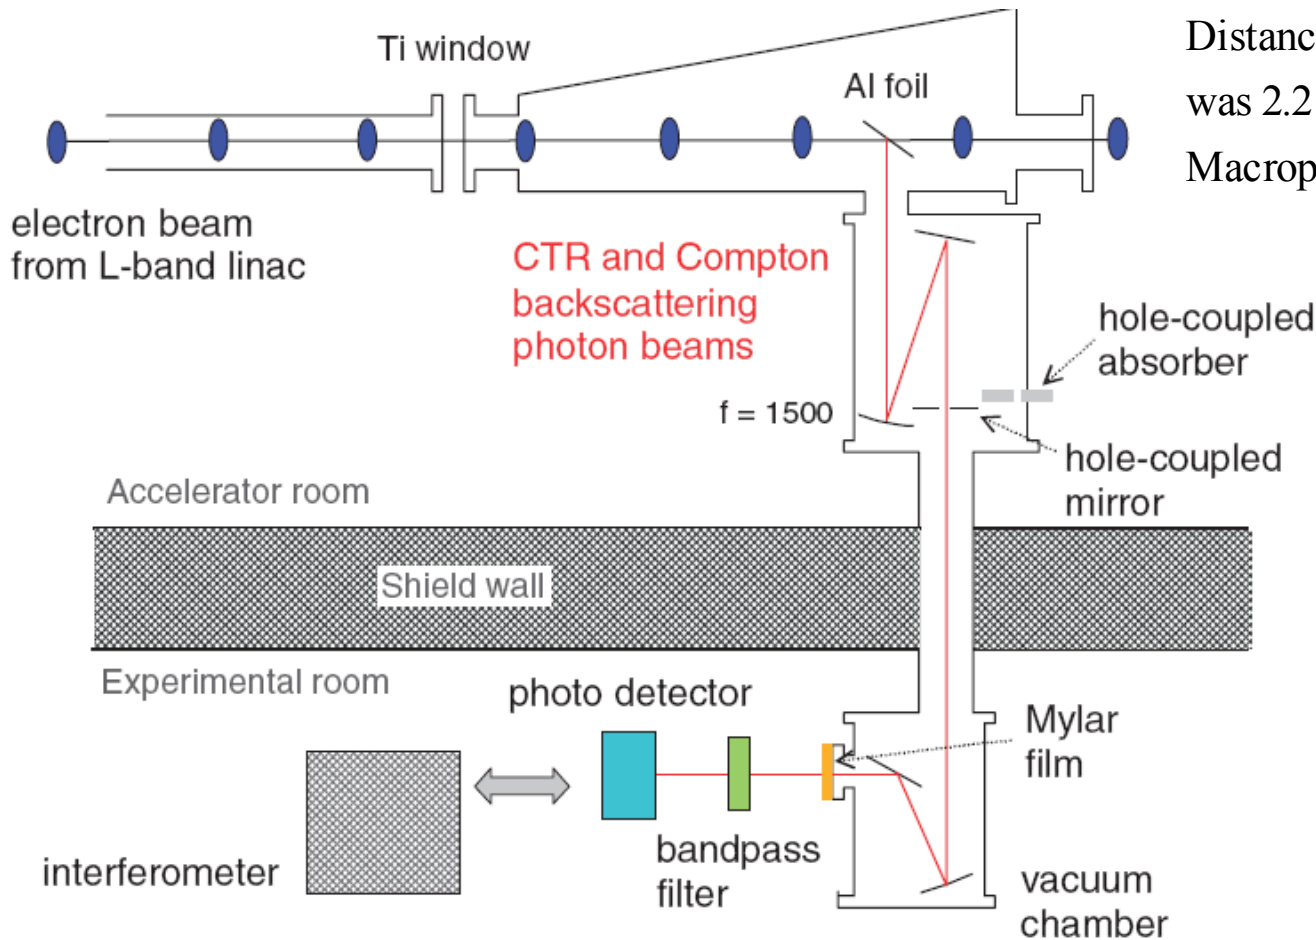 Ti window
Al foil
Distanc
was 2.2
Macrop
electron beam
from L-band linac
CTR and Compton
backscattering
photon beams
hole-coupled
absorber
f = 1500
hole-coupled
mirror
Accelerator room
Shield wall
Experimental room
photo detector
Mylar
film
interferometer
bandpass
filter
vacuum
chamber